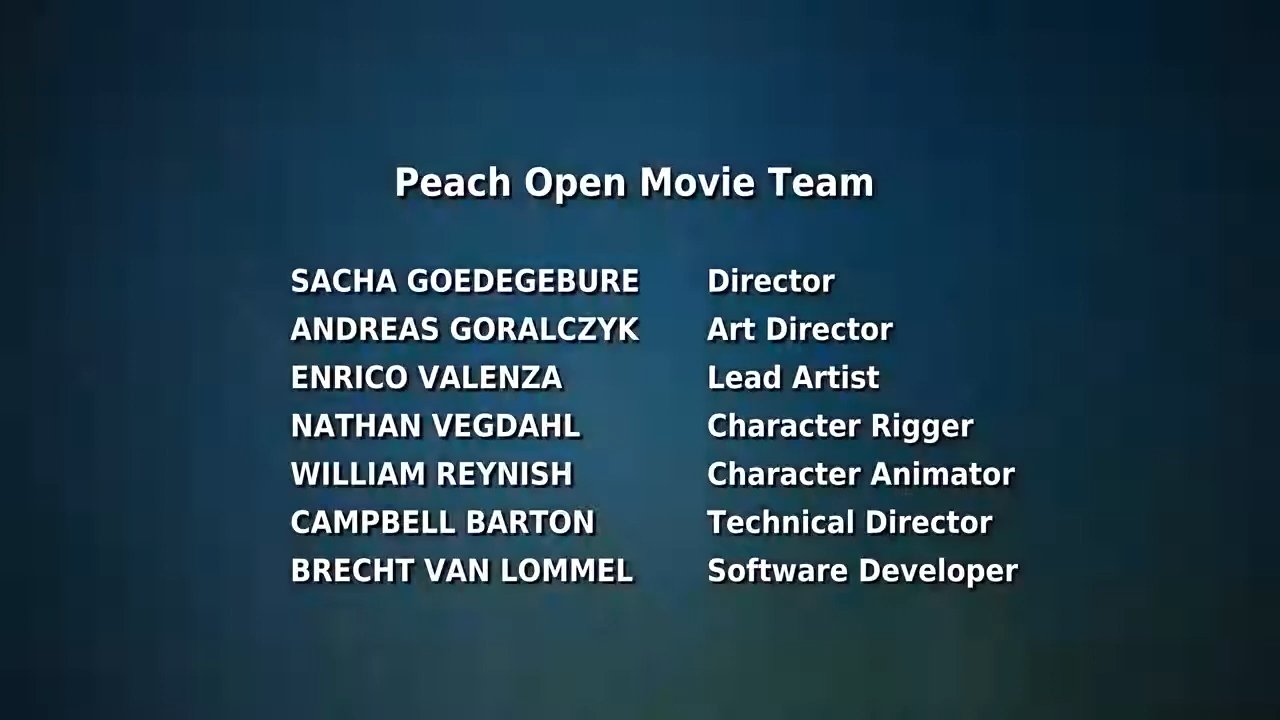 Peach Open Movie Team
SACHA GOEDEGEBURE Director
ANDREAS GORALCZYK Art Director
ENRICO VALENZA Lead Artist
NATHAN VEGDAHL Character Rigger
WILLIAM REYNISH Character Animator
CAMPBELL BARTON Technical Director
BRECHT VAN LOMMEL Software Developer